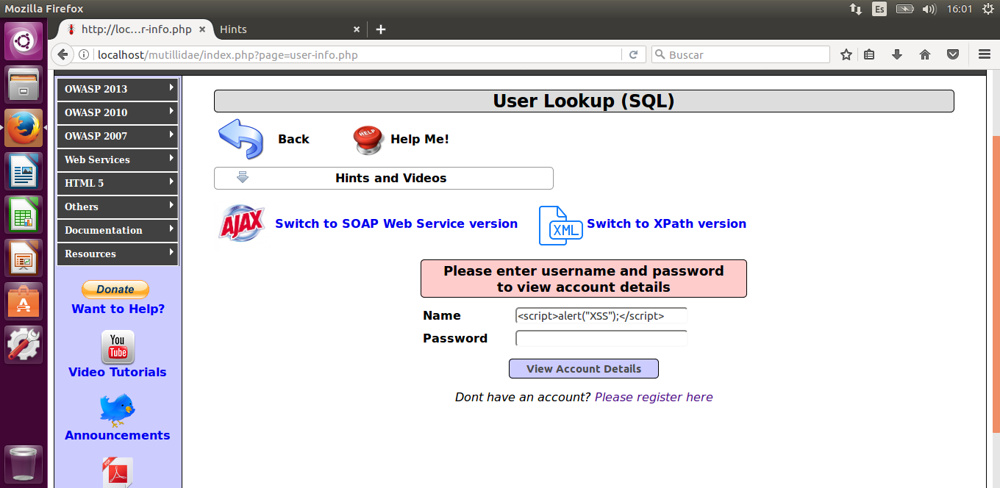 Mozilla Firefox
Es
16:01
http://loc...r-info.php
Hints
localhost/mutillidae/index.php?page=user-info.php
Buscar
OWASP 2013
OWASP 2010
OWASP 2007
Web Services
HTML 5
Others
Documentation
Resources
Donate
Want to Help?
You
Tube
Video Tutorials
Announcements
PDF
User Lookup (SQL)
Back
HELP
Help Me!
Hints and Videos
AJAX
Switch to SOAP Web Service version
XML
Switch to XPath version
Please enter username and password
to view account details
Name
<script>alert("XSS");</script>
Password
View Account Details
Dont have an account? Please register here